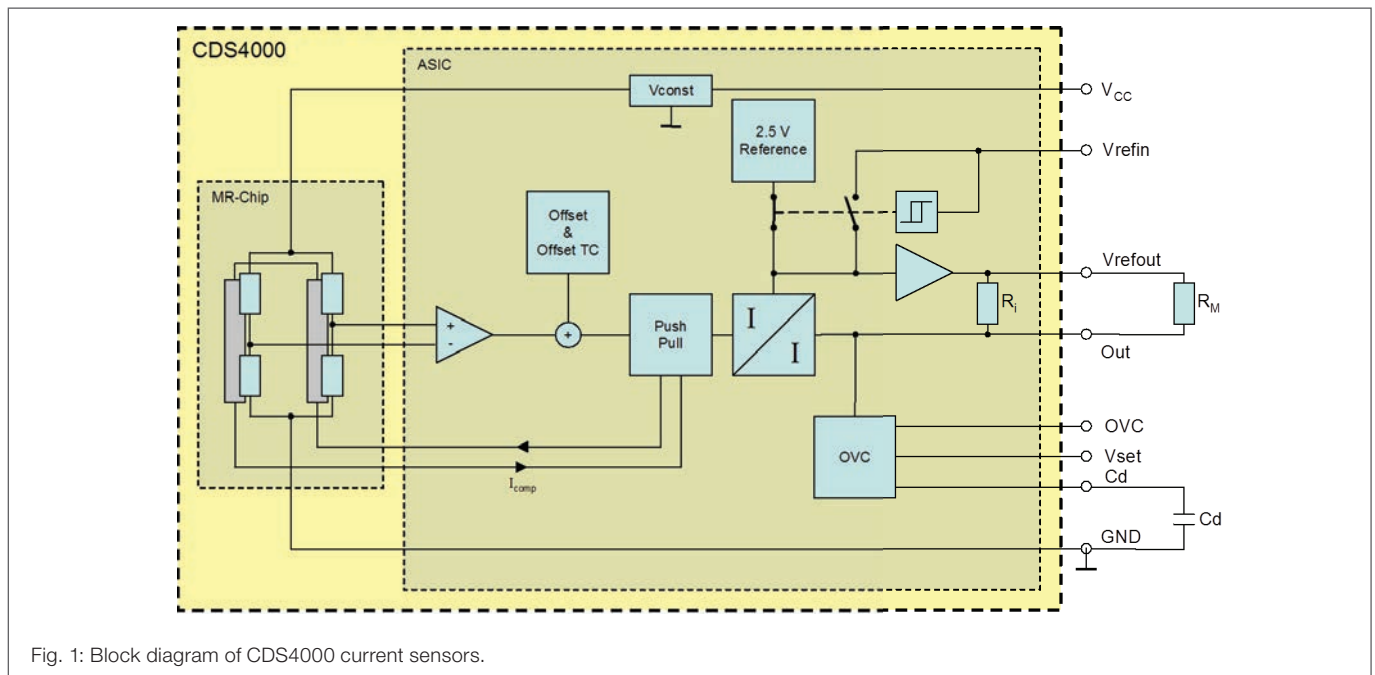 CDS4000
ASIC
Vconst
V_CC
2.5 V
Reference
Vrefin
MR-Chip
Offset
&
Offset TC
Vrefout
R_i
R_M
+
-
+
Push
Pull
I
I
Out
OVC
OVC
Vset
Cd
Cd
I_comp
GND
Fig. 1: Block diagram of CDS4000 current sensors.